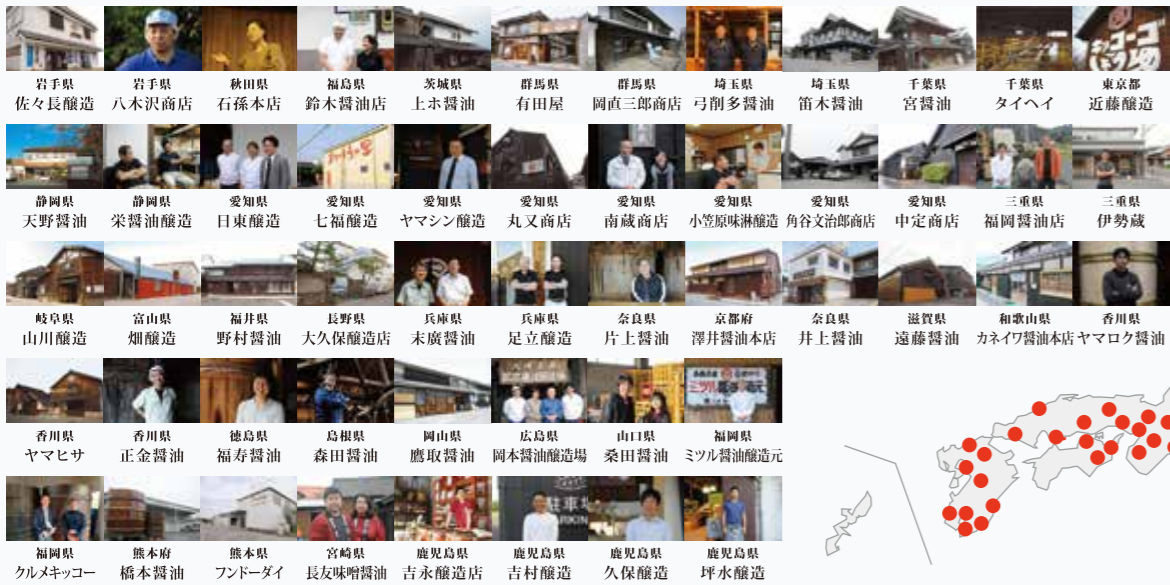 岩手県
佐々長醸造
岩手県
八木沢商店
秋田県
石孫本店
福島県
鈴木醤油店
茨城県
上ホ醤油
群馬県
有田屋
群馬県
岡直三郎商店
埼玉県
弓削多醤油
埼玉県
笛木醤油
千葉県
宮醤油
千葉県
タイヘイ
東京都
近藤醸造
静岡県
天野醤油
静岡県
栄醤油醸造
愛知県
日東醸造
愛知県
七福醸造
愛知県
ヤマシン醸造
愛知県
丸又商店
愛知県
南蔵商店
愛知県
小笠原味淋醸造
愛知県
角谷文治郎商店
愛知県
中定商店
三重県
福岡醤油店
三重県
伊勢蔵
岐阜県
山川醸造
富山県
畑醸造
福井県
野村醤油
長野県
大久保醸造店
兵庫県
末廣醤油
兵庫県
足立醸造
奈良県
片上醤油
京都府
澤井醤油本店
奈良県
井上醤油
滋賀県
遠藤醤油
和歌山県
カネイワ醤油本店
香川県
ヤマロク醤油
香川県
ヤマヒサ
香川県
正金醤油
徳島県
福寿醤油
島根県
森田醤油
岡山県
鷹取醤油
広島県
岡本醤油醸造場
山口県
桑田醤油
福岡県
ミツル醤油醸造元
駐車場
福岡県
クルメキッコー
熊本府
橋本醤油
熊本県
フンドーダイ
宮崎県
長友味噌醤油
鹿児島県
吉永醸造店
鹿児島県
吉村醸造
鹿児島県
久保醸造
鹿児島県
坪水醸造